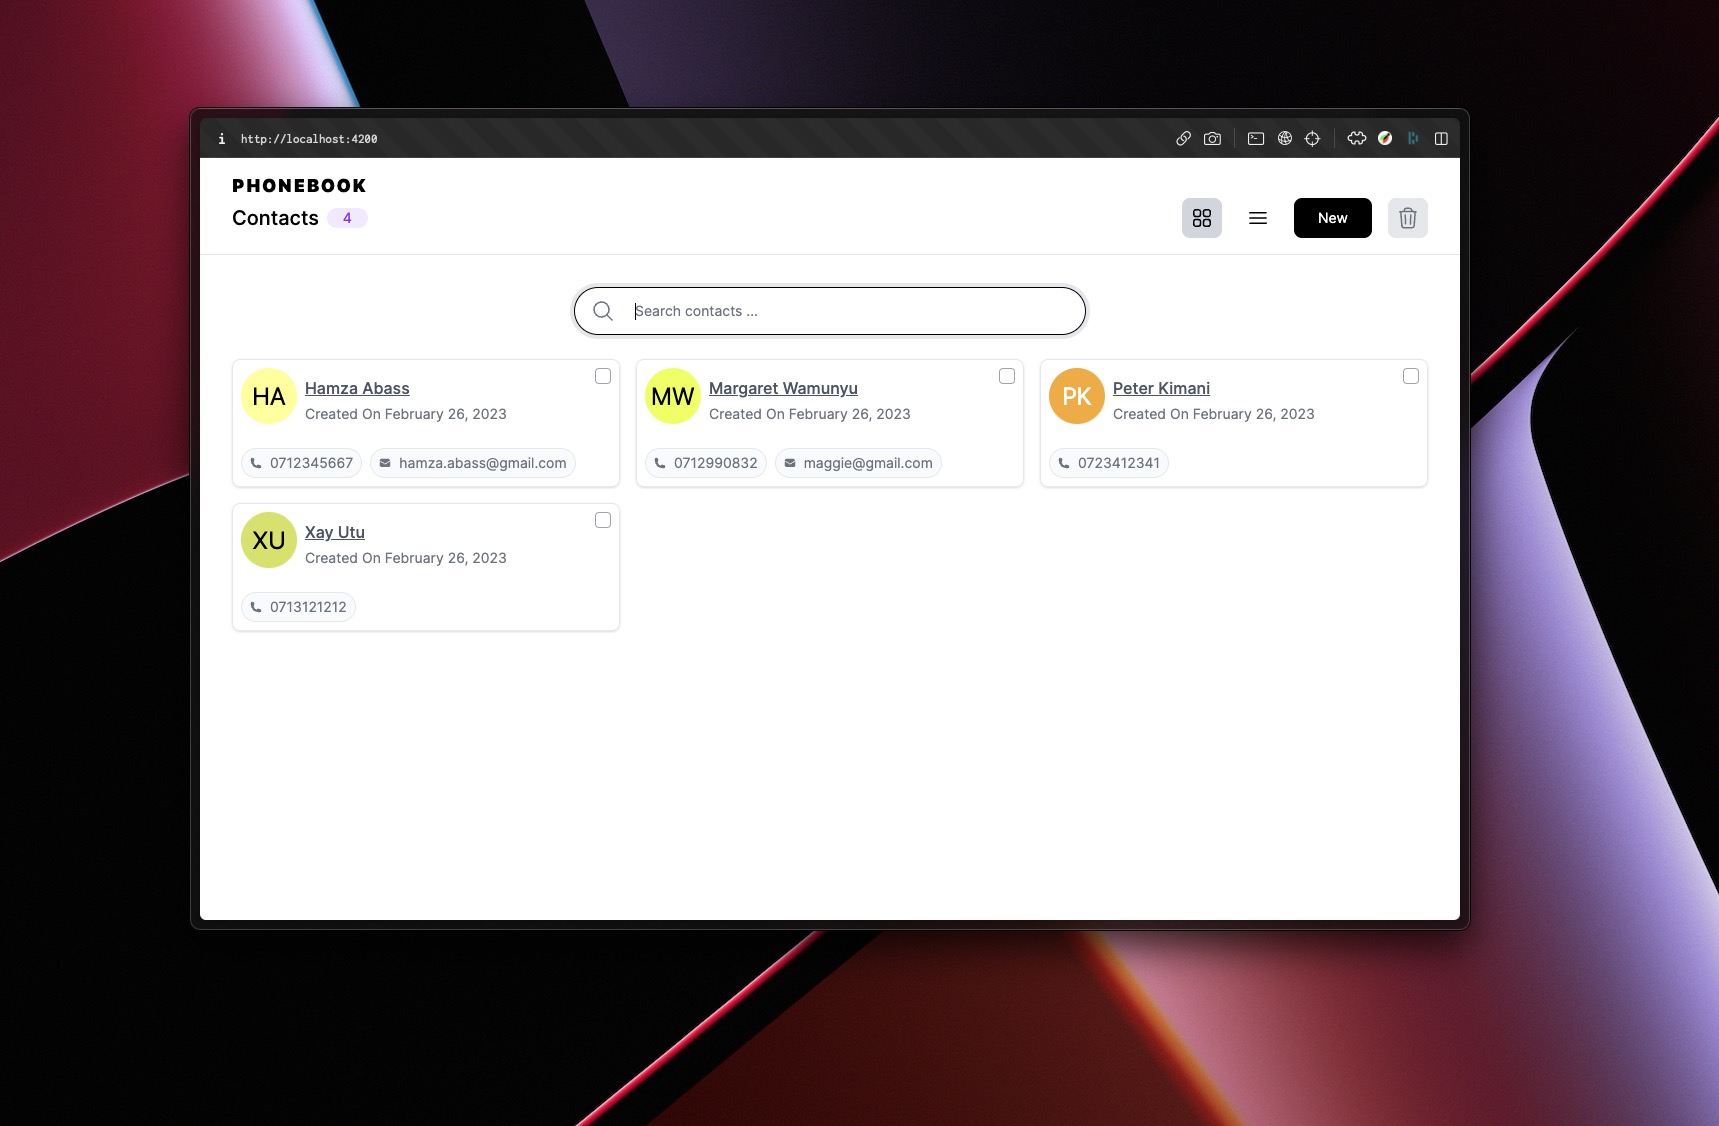 i http://localhost:4200
PHONEBOOK
Contacts 4
New
Search contacts ...
HA Hamza Abass
Created On February 26, 2023
0712345667 hamza.abass@gmail.com
MW Margaret Wamunyu
Created On February 26, 2023
0712990832 maggie@gmail.com
PK Peter Kimani
Created On February 26, 2023
0723412341
XU Xay Utu
Created On February 26, 2023
0713121212